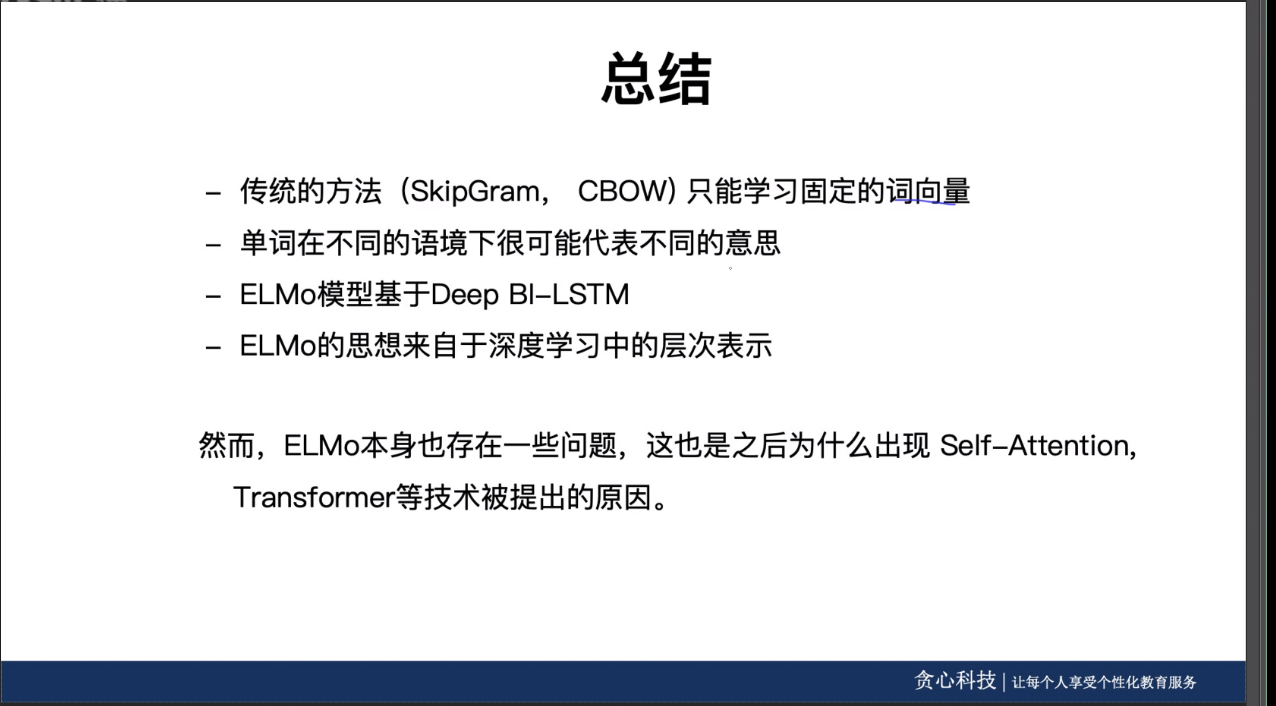 总结
– 传统的方法（SkipGram， CBOW) 只能学习固定的词向量
– 单词在不同的语境下很可能代表不同的意思
– ELMo模型基于Deep BI–LSTM
– ELMo的思想来自于深度学习中的层次表示
然而，ELMo本身也存在一些问题，这也是之后为什么出现 Self–Attention,
Transformer等技术被提出的原因。
贪心科技 | 让每个人享受个性化教育服务